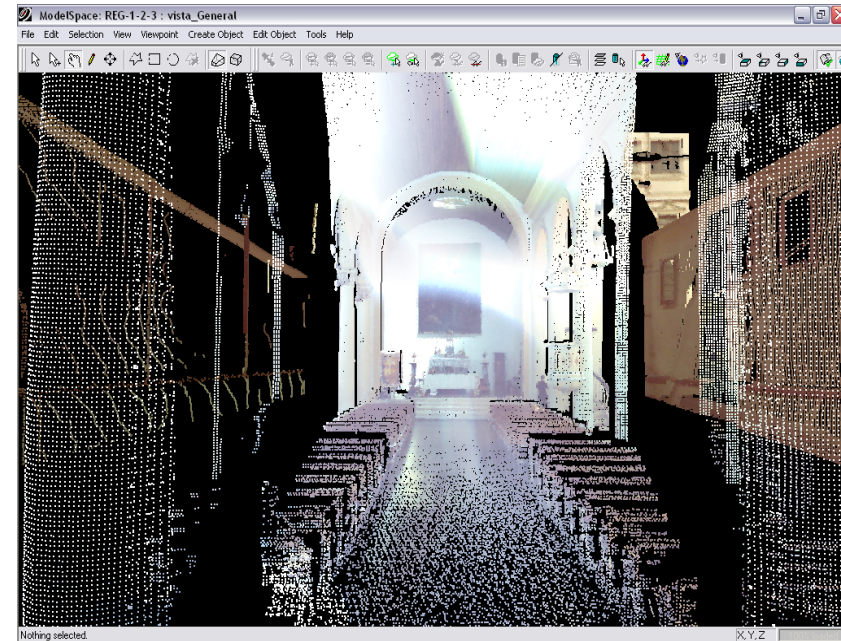 ModelSpace: REG-1-2-3 : vista_General
File Edit Selection View Viewpoint Create Object Edit Object Tools Help
Nothing selected. X, Y, Z